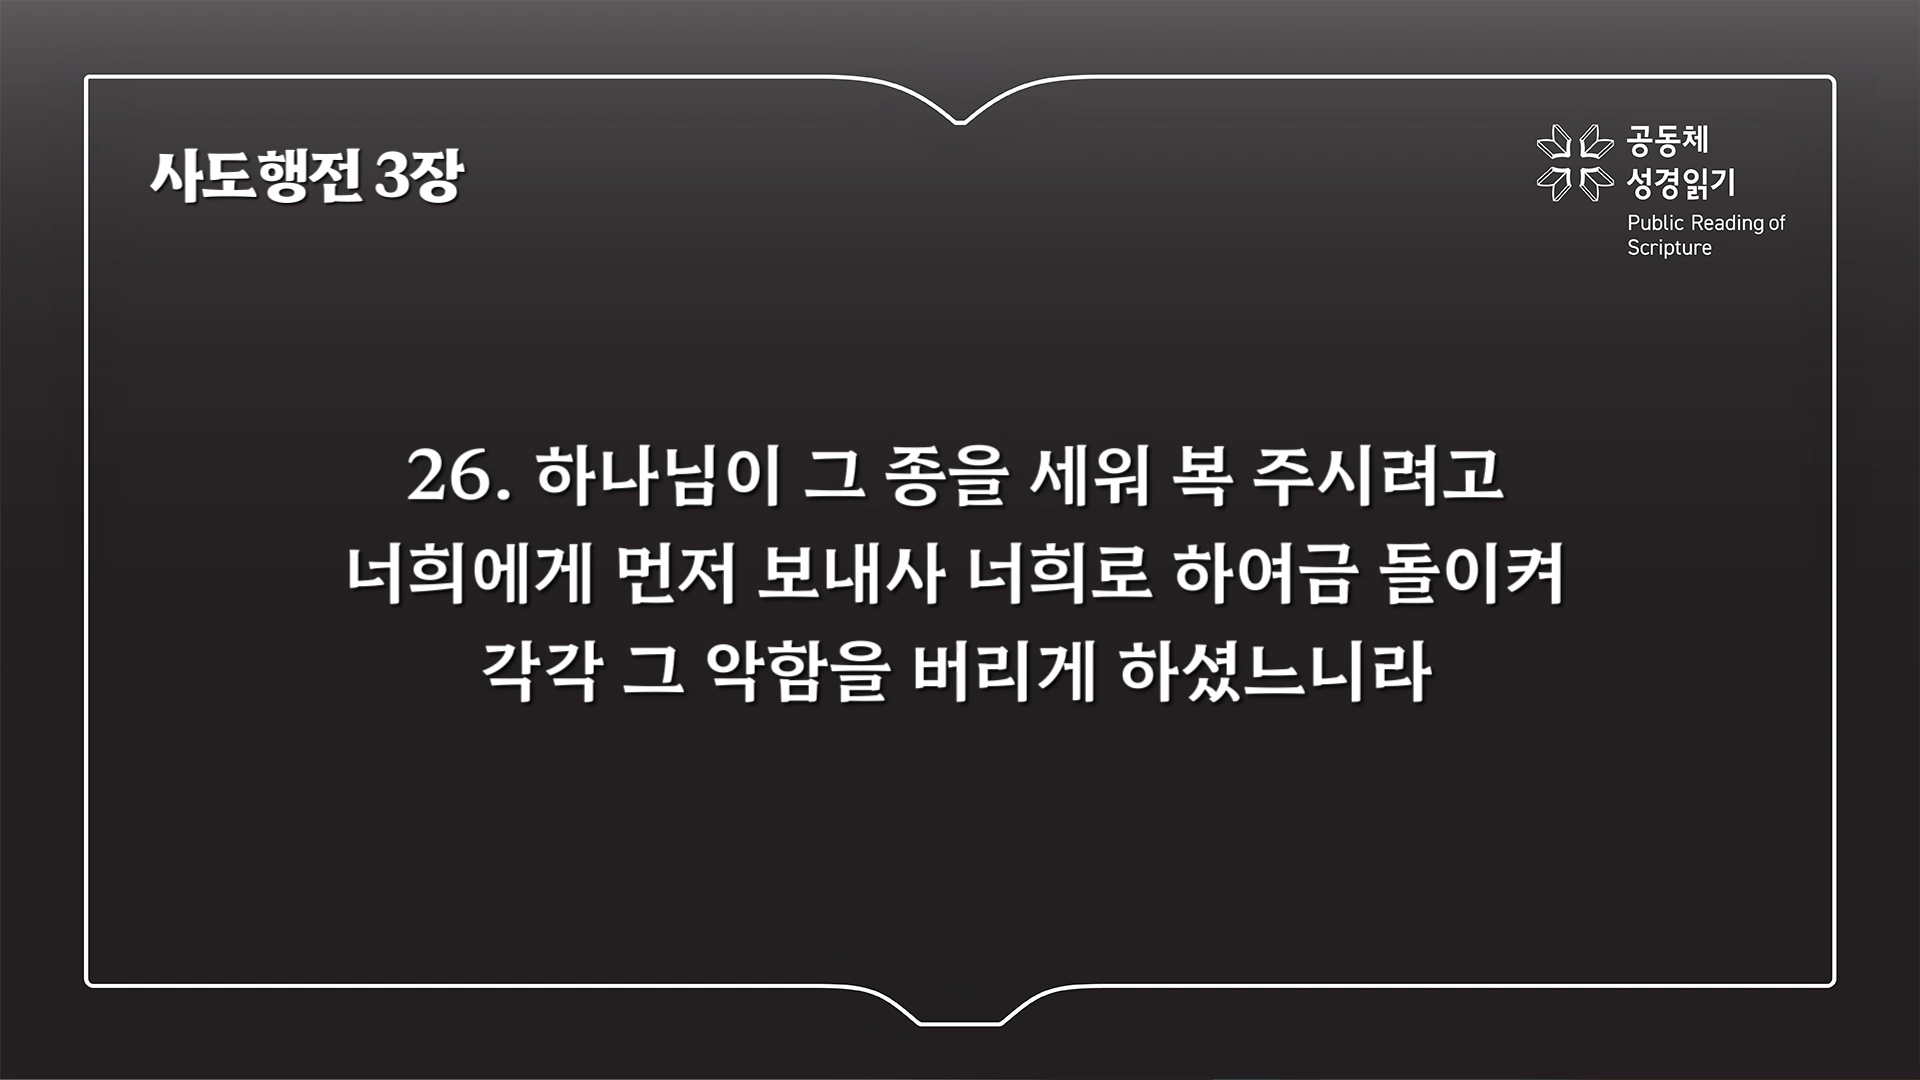 사도행전 3장
공동체
성경읽기
Public Reading of
Scripture
26. 하나님이 그 종을 세워 복 주시려고
너희에게 먼저 보내사 너희로 하여금 돌이켜
각각 그 악함을 버리게 하셨느니라